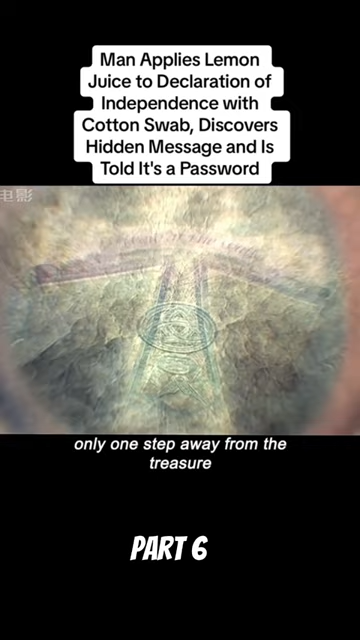 Man Applies Lemon
Juice to Declaration of
Independence with
Cotton Swab, Discovers
Hidden Message and Is
Told It's a Password
电影
only one step away from the
treasure
PART 6